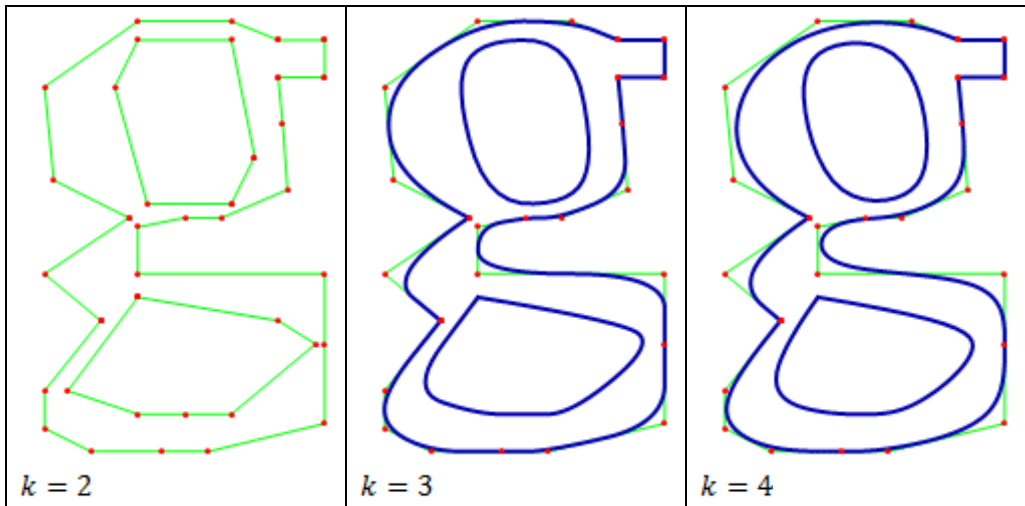 g g g
k = 2 k = 3 k = 4